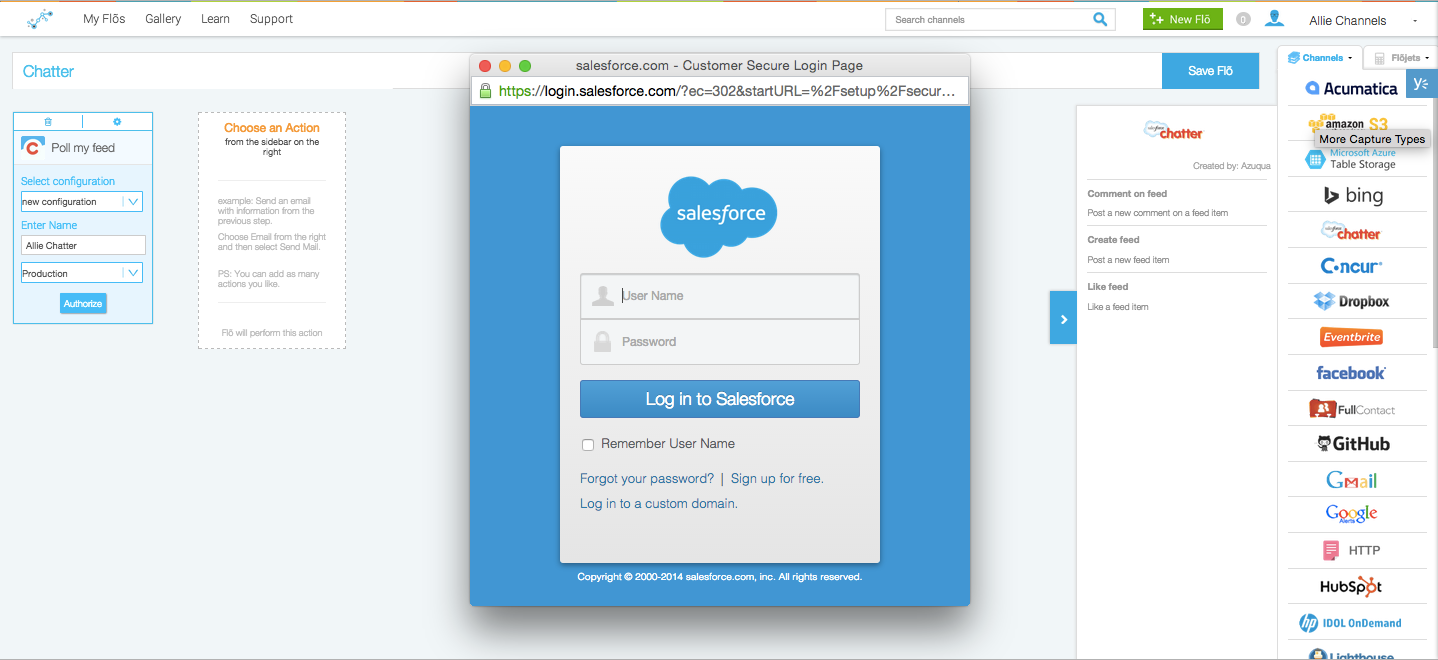 My Flõs
Gallery
Learn
Support
Search channels
New Flõ
0
Allie Channels
Chatter
Save Flõ
Poll my feed
Select configuration
new configuration
Enter Name
Allie Chatter
Production
Authorize
Choose an Action
from the sidebar on the
right
example: Send an email
with information from the
previous step.
Choose Email from the right
and then select Send Mail.
PS: You can add as many
actions you like.
Flõ will perform this action
salesforce.com - Customer Secure Login Page
https://login.salesforce.com/?ec=302&startURL=%2Fsetup%2Fsecur...
salesforce
User Name
Password
Log in to Salesforce
Remember User Name
Forgot your password? | Sign up for free.
Log in to a custom domain.
Copyright © 2000-2014 salesforce.com, inc. All rights reserved.
chatter
Created by: Azuqua
Comment on feed
Post a new comment on a feed item
Create feed
Post a new feed item
Like feed
Like a feed item
Channels
Flõjets
Acumatica
amazon S3
More Capture Types
Microsoft Azure
Table Storage
bing
chatter
Concur
Dropbox
Eventbrite
facebook
FullContact
GitHub
Gmail
Google
Alerts
HTTP
HubSpot
hp IDOL OnDemand
Lighthouse